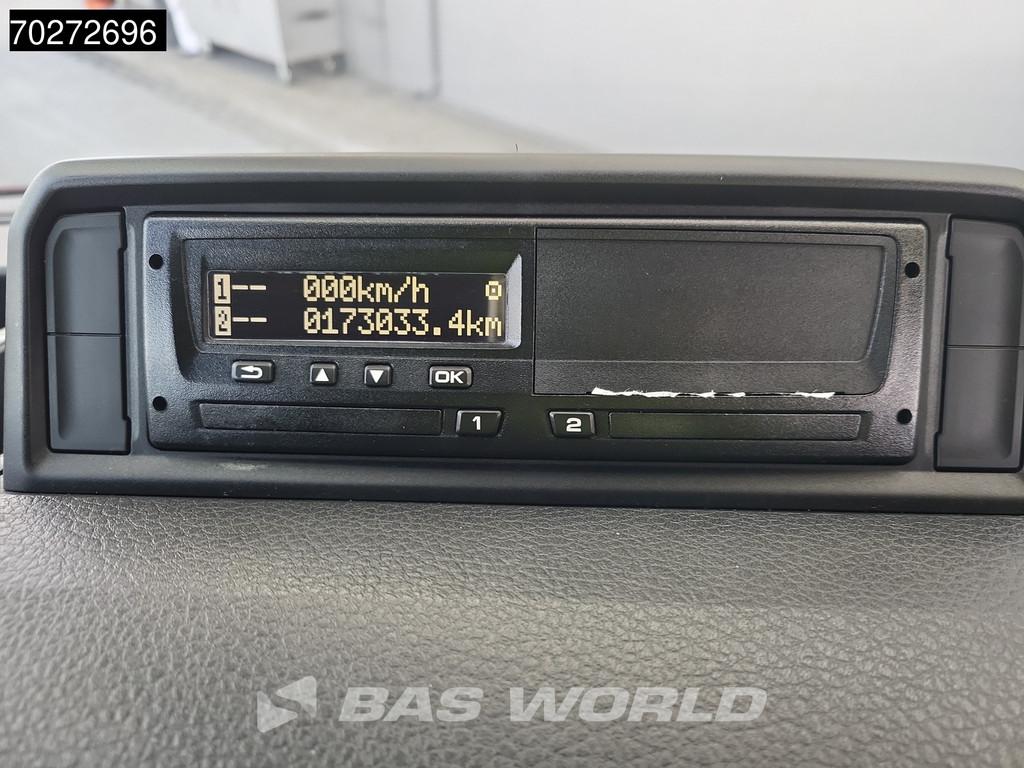 70272696
1-- 000km/h
2-- 0173033.4km
OK
1
2
BAS WORLD